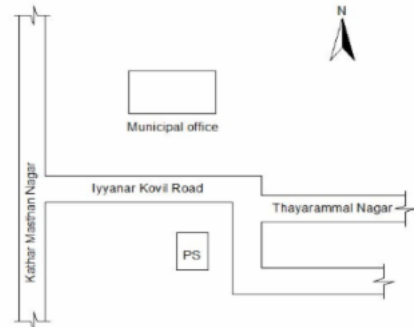 N
Municipal office
Iyyanar Kovil Road
Thayarammal Nagar
Kathar Masthan Nagar
PS